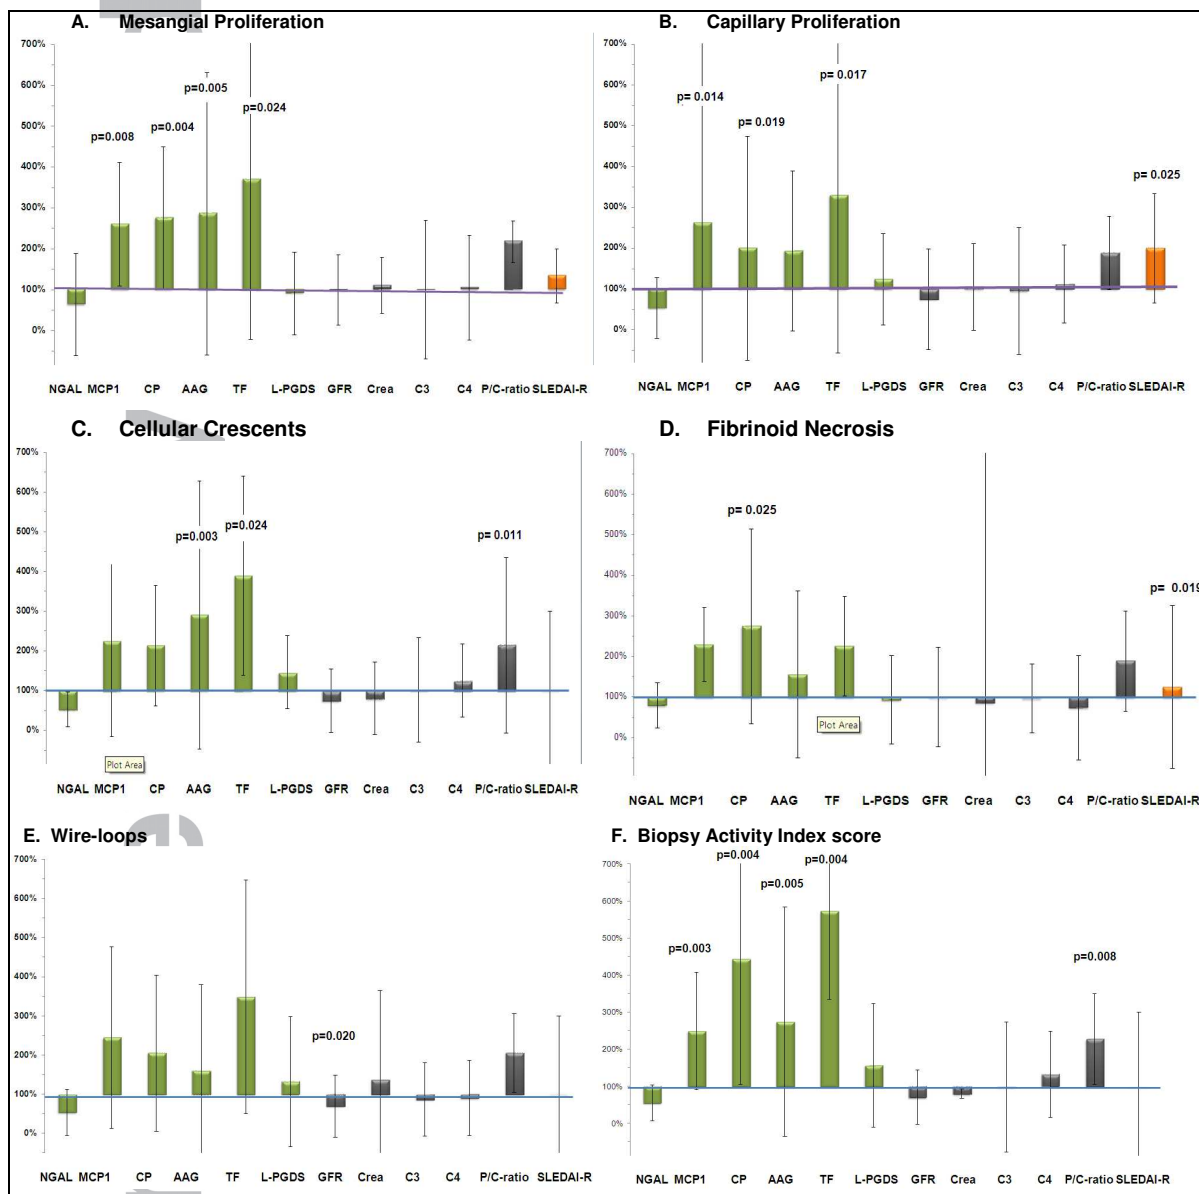 A. Mesangial Proliferation
700%
600%
500%
400%
300%
200%
100%
0%
p=0.008
p=0.004
p=0.005
p=0.024
NGAL MCP1 CP AAG TF L-PGDS GFR Crea C3 C4 P/C-ratio SLEDAI-R
B. Capillary Proliferation
700%
600%
500%
400%
300%
200%
100%
0%
p= 0.014
p= 0.019
p= 0.017
p= 0.025
NGAL MCP1 CP AAG TF L-PGDS GFR Crea C3 C4 P/C-ratio SLEDAI-R
C. Cellular Crescents
700%
600%
500%
400%
300%
200%
100%
0%
p=0.003
p=0.024
p= 0.011
Plot Area
NGAL MCP1 CP AAG TF L-PGDS GFR Crea C3 C4 P/C-ratio SLEDAI-R
D. Fibrinoid Necrosis
700%
600%
500%
400%
300%
200%
100%
0%
p= 0.025
p= 0.019
Plot Area
NGAL MCP1 CP AAG TF L-PGDS GFR Crea C3 C4 P/C-ratio SLEDAI-R
E. Wire-loops
700%
600%
500%
400%
300%
200%
100%
0%
p=0.020
NGAL MCP1 CP AAG TF L-PGDS GFR Crea C3 C4 P/C-ratio SLEDAI-R
F. Biopsy Activity Index score
700%
600%
500%
400%
300%
200%
100%
0%
p=0.003
p=0.004
p=0.005
p=0.004
p=0.008
NGAL MCP1 CP AAG TF L-PGDS GFR Crea C3 C4 P/C-ratio SLEDAI-R